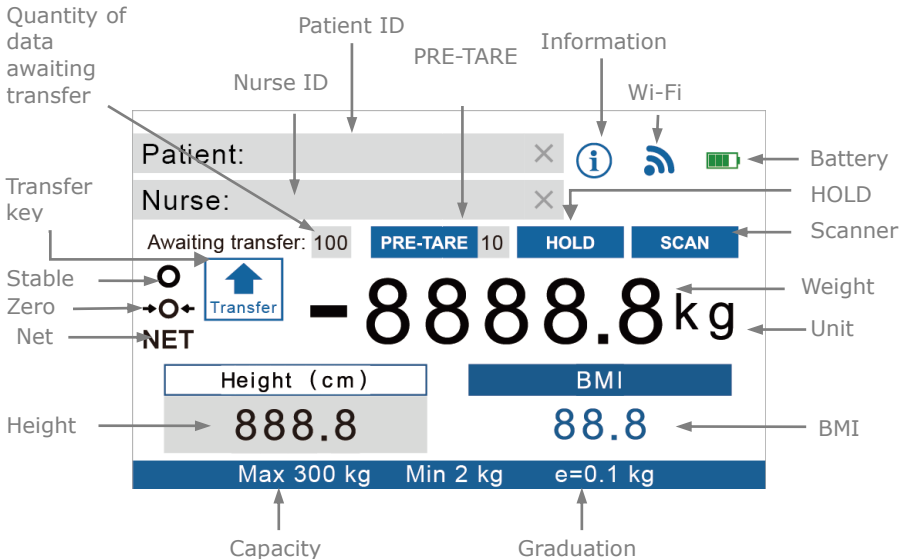 Quantity of
data
awaiting
transfer
Patient ID
Nurse ID
PRE-TARE
Information
Wi-Fi
Patient: ×
Battery
Transfer
key
Nurse: ×
HOLD
Awaiting transfer: 100 PRE-TARE 10 HOLD SCAN
Scanner
Stable
Transfer
-8888.8kg
Weight
Zero
Net
NET
Unit
Height (cm) BMI
Height
888.8 88.8
BMI
Max 300 kg Min 2 kg e=0.1 kg
Capacity Graduation